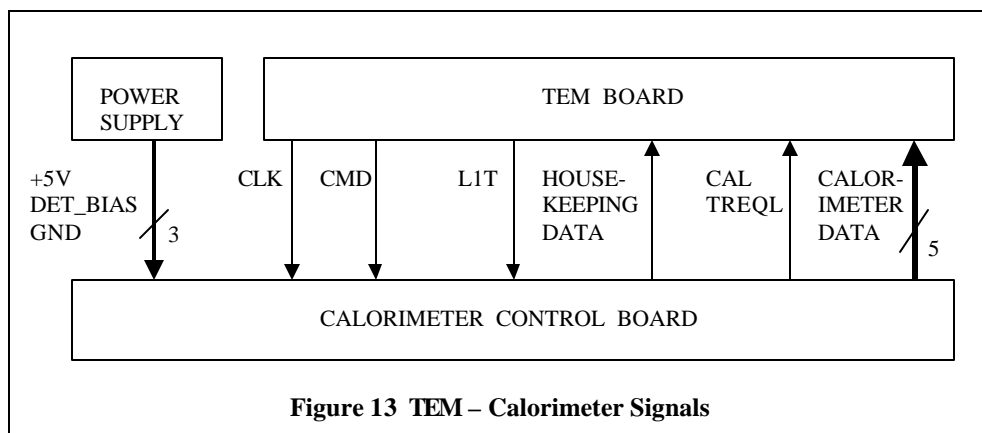 POWER
SUPPLY
TEM BOARD
+5V
DET_BIAS
GND
3
CLK
CMD
L1T
HOUSE-
KEEPING
DATA
CAL
TREQL
CALOR-
IMETER
DATA
5
CALORIMETER CONTROL BOARD
Figure 13 TEM – Calorimeter Signals